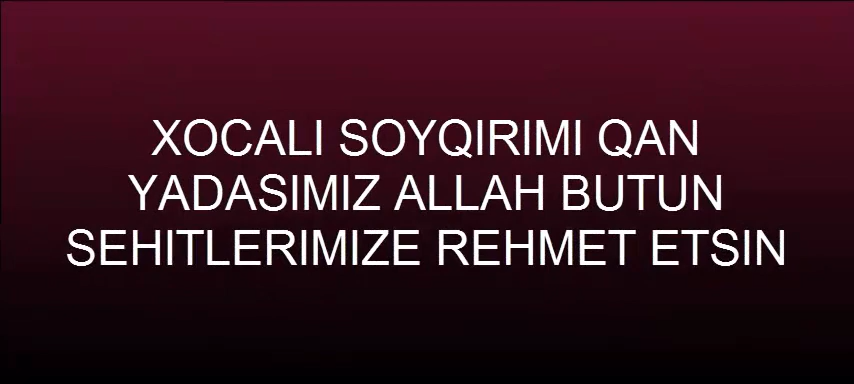 XOCALI SOYQIRIMI QAN
YADASIMIZ ALLAH BUTUN
SEHITLERIMIZE REHMET ETSIN